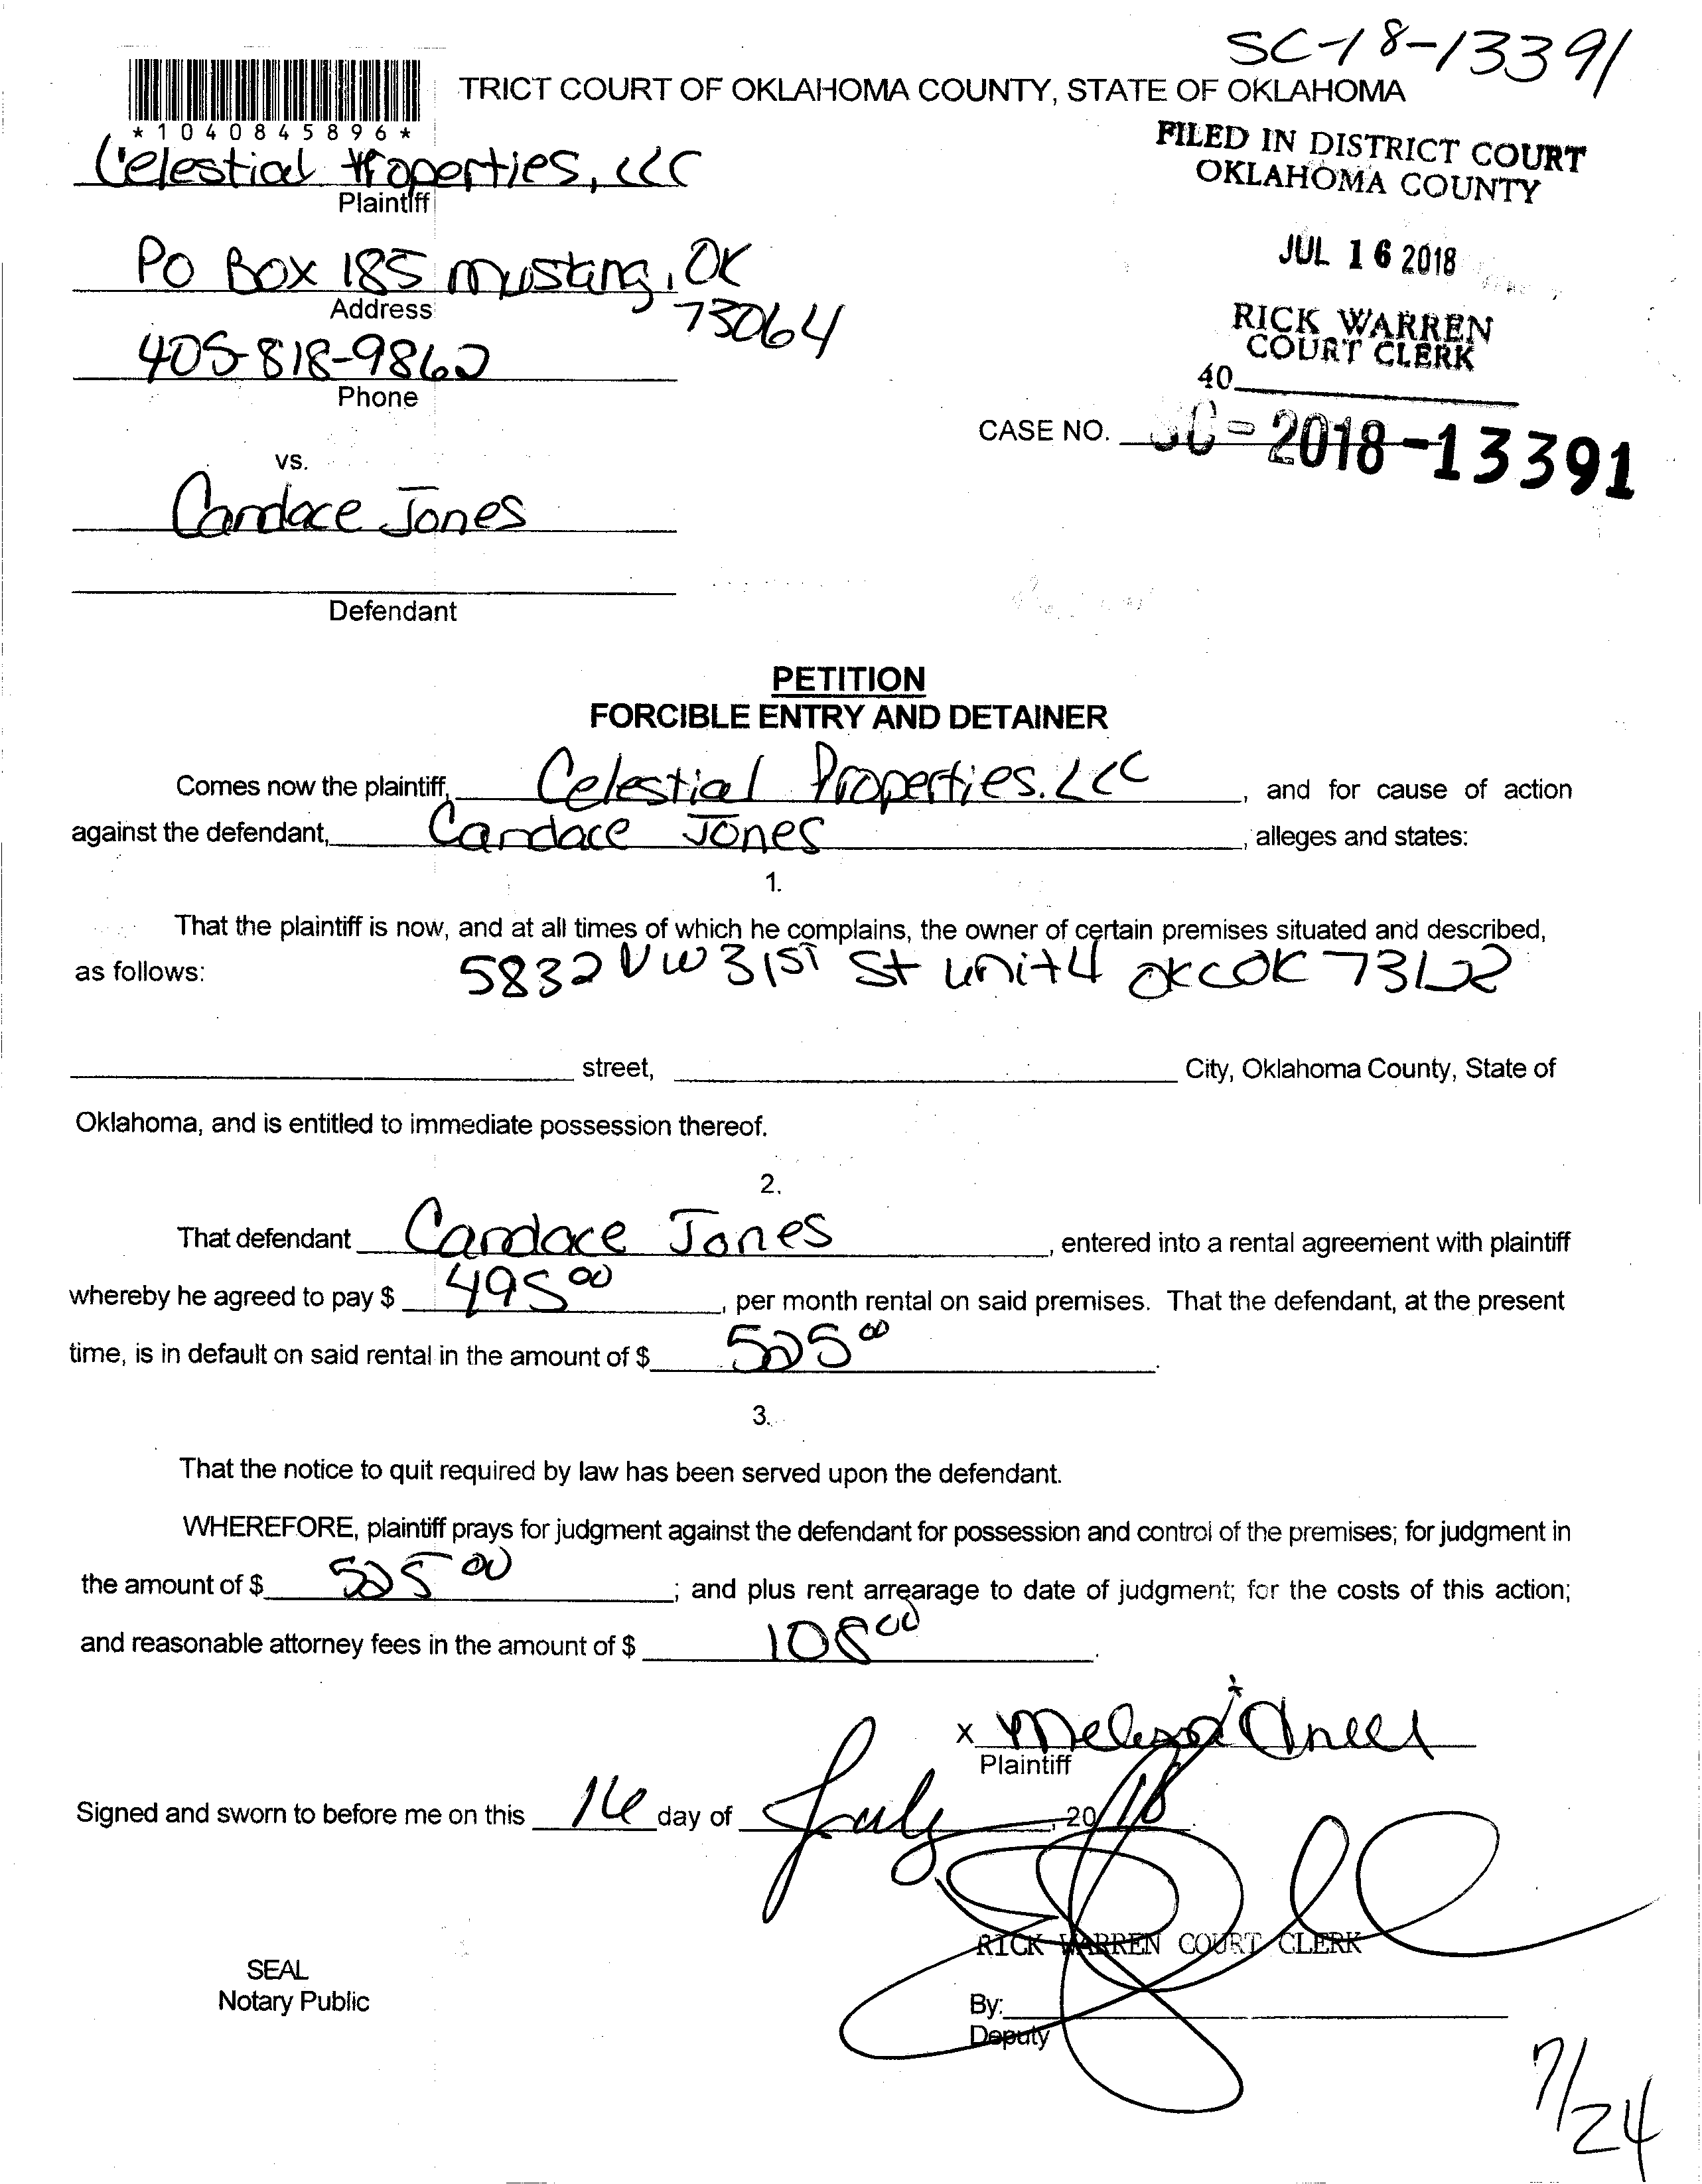 SC-18-13391
TRICT COURT OF OKLAHOMA COUNTY, STATE OF OKLAHOMA
*1040845896*
FILED IN DISTRICT COURT
OKLAHOMA COUNTY
Celestial Properties, LLC
Plaintiff
JUL 16 2018
PO Box 185 Mustang, OK
73064
Address
RICK WARREN
COURT CLERK
405-818-9862
Phone
40
CASE NO. SC-2018-13391
vs.
Candace Jones
Defendant
PETITION
FORCIBLE ENTRY AND DETAINER
Comes now the plaintiff, Celestial Properties. LLC, and for cause of action
against the defendant, Candace Jones, alleges and states:
1.
That the plaintiff is now, and at all times of which he complains, the owner of certain premises situated and described,
as follows: 5832 NW 31ST St Unit 4 OKC OK 73122
street, City, Oklahoma County, State of
Oklahoma, and is entitled to immediate possession thereof.
2.
That defendant Candace Jones, entered into a rental agreement with plaintiff
whereby he agreed to pay $ 495 00, per month rental on said premises. That the defendant, at the present
time, is in default on said rental in the amount of $ 525 00.
3.
That the notice to quit required by law has been served upon the defendant.
WHEREFORE, plaintiff prays for judgment against the defendant for possession and control of the premises; for judgment in
the amount of $ 525 00; and plus rent arrearage to date of judgment; for the costs of this action;
and reasonable attorney fees in the amount of $ 108 00.
x Melissa
Plaintiff
Signed and sworn to before me on this 16 day of July, 20 18.
RICK WARREN COURT CLERK
SEAL
Notary Public
By:
Deputy
7/24